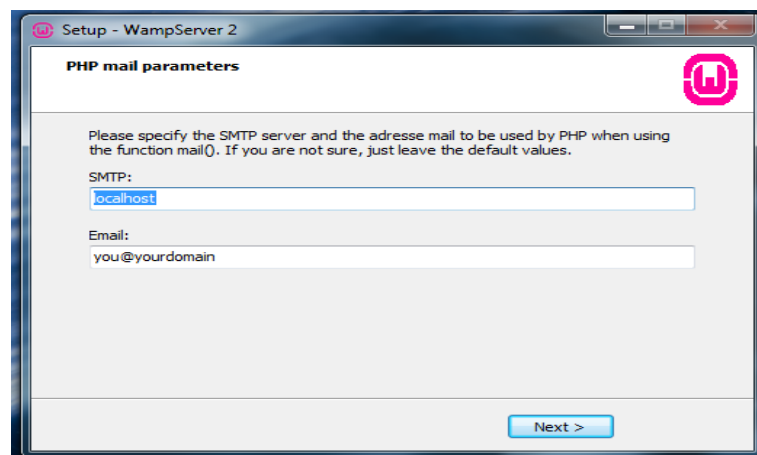 Setup - WampServer 2
PHP mail parameters
Please specify the SMTP server and the adresse mail to be used by PHP when using
the function mail(). If you are not sure, just leave the default values.
SMTP:
localhost
Email:
you@yourdomain
Next >